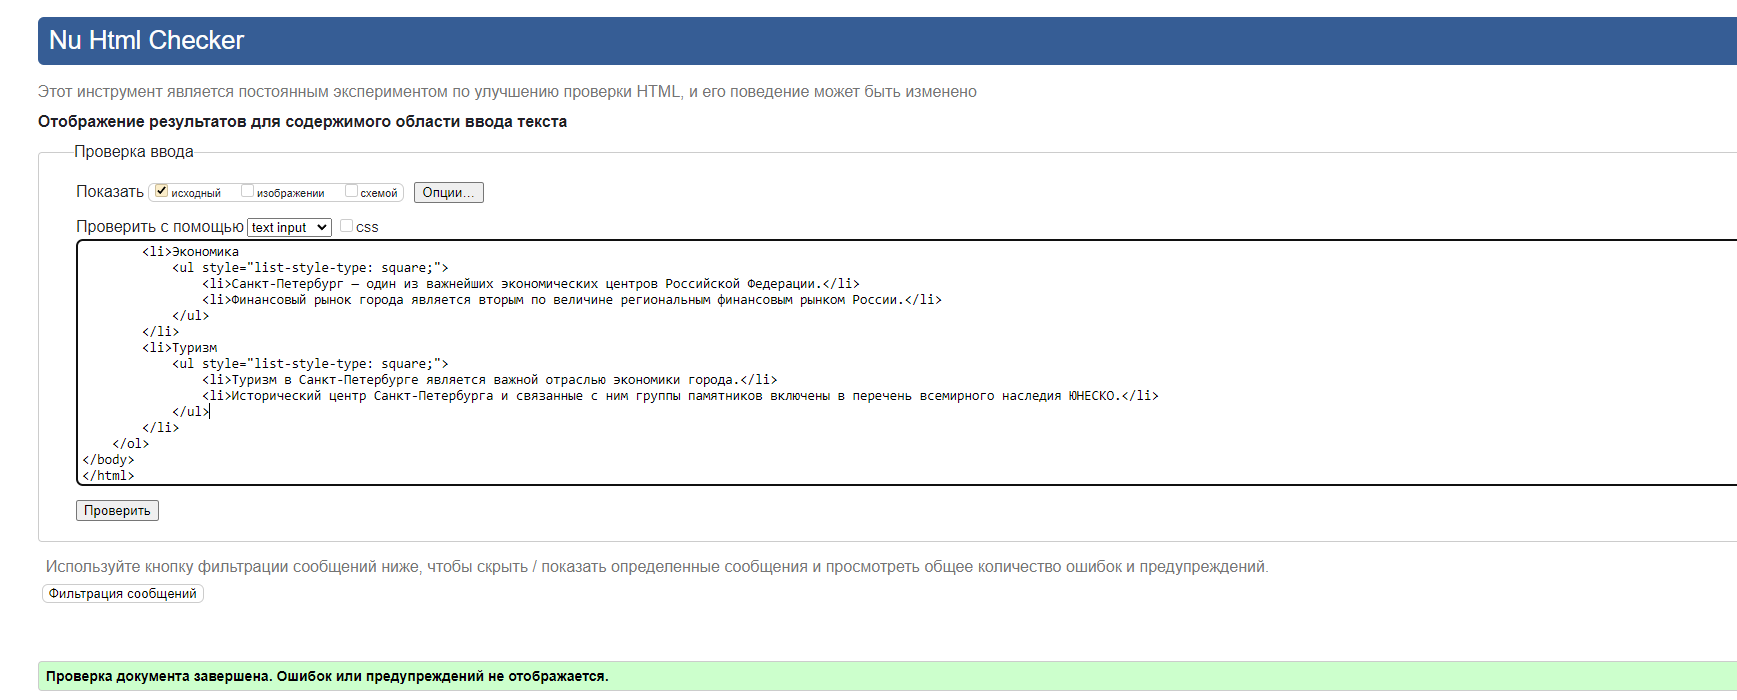 Nu Html Checker
Этот инструмент является постоянным экспериментом по улучшению проверки HTML, и его поведение может быть изменено
Отображение результатов для содержимого области ввода текста
Проверка ввода
Показать исходный изображении схемой Опции...
Проверить с помощью text input css
<li>Экономика
<ul style="list-style-type: square;">
<li>Санкт-Петербург — один из важнейших экономических центров Российской Федерации.</li>
<li>Финансовый рынок города является вторым по величине региональным финансовым рынком России.</li>
</ul>
</li>
<li>Туризм
<ul style="list-style-type: square;">
<li>Туризм в Санкт-Петербурге является важной отраслью экономики города.</li>
<li>Исторический центр Санкт-Петербурга и связанные с ним группы памятников включены в перечень всемирного наследия ЮНЕСКО.</li>
</ul>
</li>
</ol>
</body>
</html>
Проверить
Используйте кнопку фильтрации сообщений ниже, чтобы скрыть / показать определенные сообщения и просмотреть общее количество ошибок и предупреждений.
Фильтрация сообщений
Проверка документа завершена. Ошибок или предупреждений не отображается.